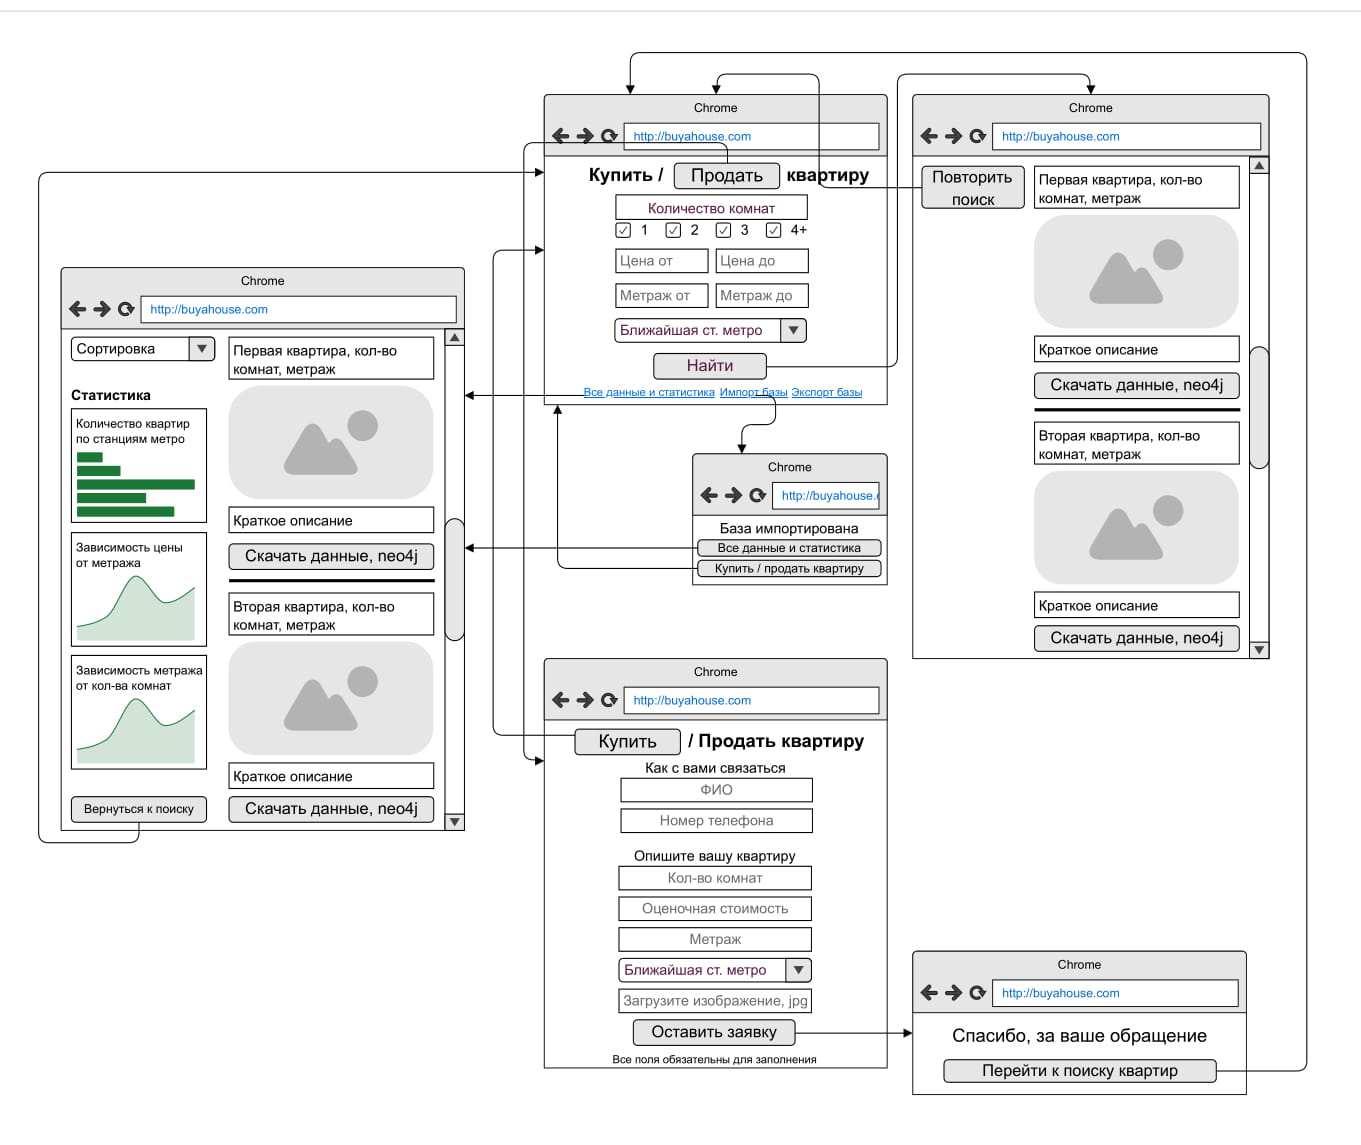 Chrome
http://buyahouse.com
Купить /
Продать
квартиру
Количество комнат
1
2
3
4+
Цена от
Цена до
Метраж от
Метраж до
Ближайшая ст. метро
Найти
Все данные и статистика
Импорт базы
Экспорт базы
Chrome
http://buyahouse.com
Повторить
поиск
Первая квартира, кол-во
комнат, метраж
Краткое описание
Скачать данные, neo4j
Вторая квартира, кол-во
комнат, метраж
Краткое описание
Скачать данные, neo4j
Chrome
http://buyahouse.com
Сортировка
Статистика
Количество квартир
по станциям метро
Зависимость цены
от метража
Зависимость метража
от кол-ва комнат
Вернуться к поиску
Первая квартира, кол-во
комнат, метраж
Краткое описание
Скачать данные, neo4j
Вторая квартира, кол-во
комнат, метраж
Краткое описание
Скачать данные, neo4j
Chrome
http://buyahouse.c
База импортирована
Все данные и статистика
Купить / продать квартиру
Chrome
http://buyahouse.com
Купить
/ Продать квартиру
Как с вами связаться
ФИО
Номер телефона
Опишите вашу квартиру
Кол-во комнат
Оценочная стоимость
Метраж
Ближайшая ст. метро
Загрузите изображение, jpg
Оставить заявку
Все поля обязательны для заполнения
Chrome
http://buyahouse.com
Спасибо, за ваше обращение
Перейти к поиску квартир